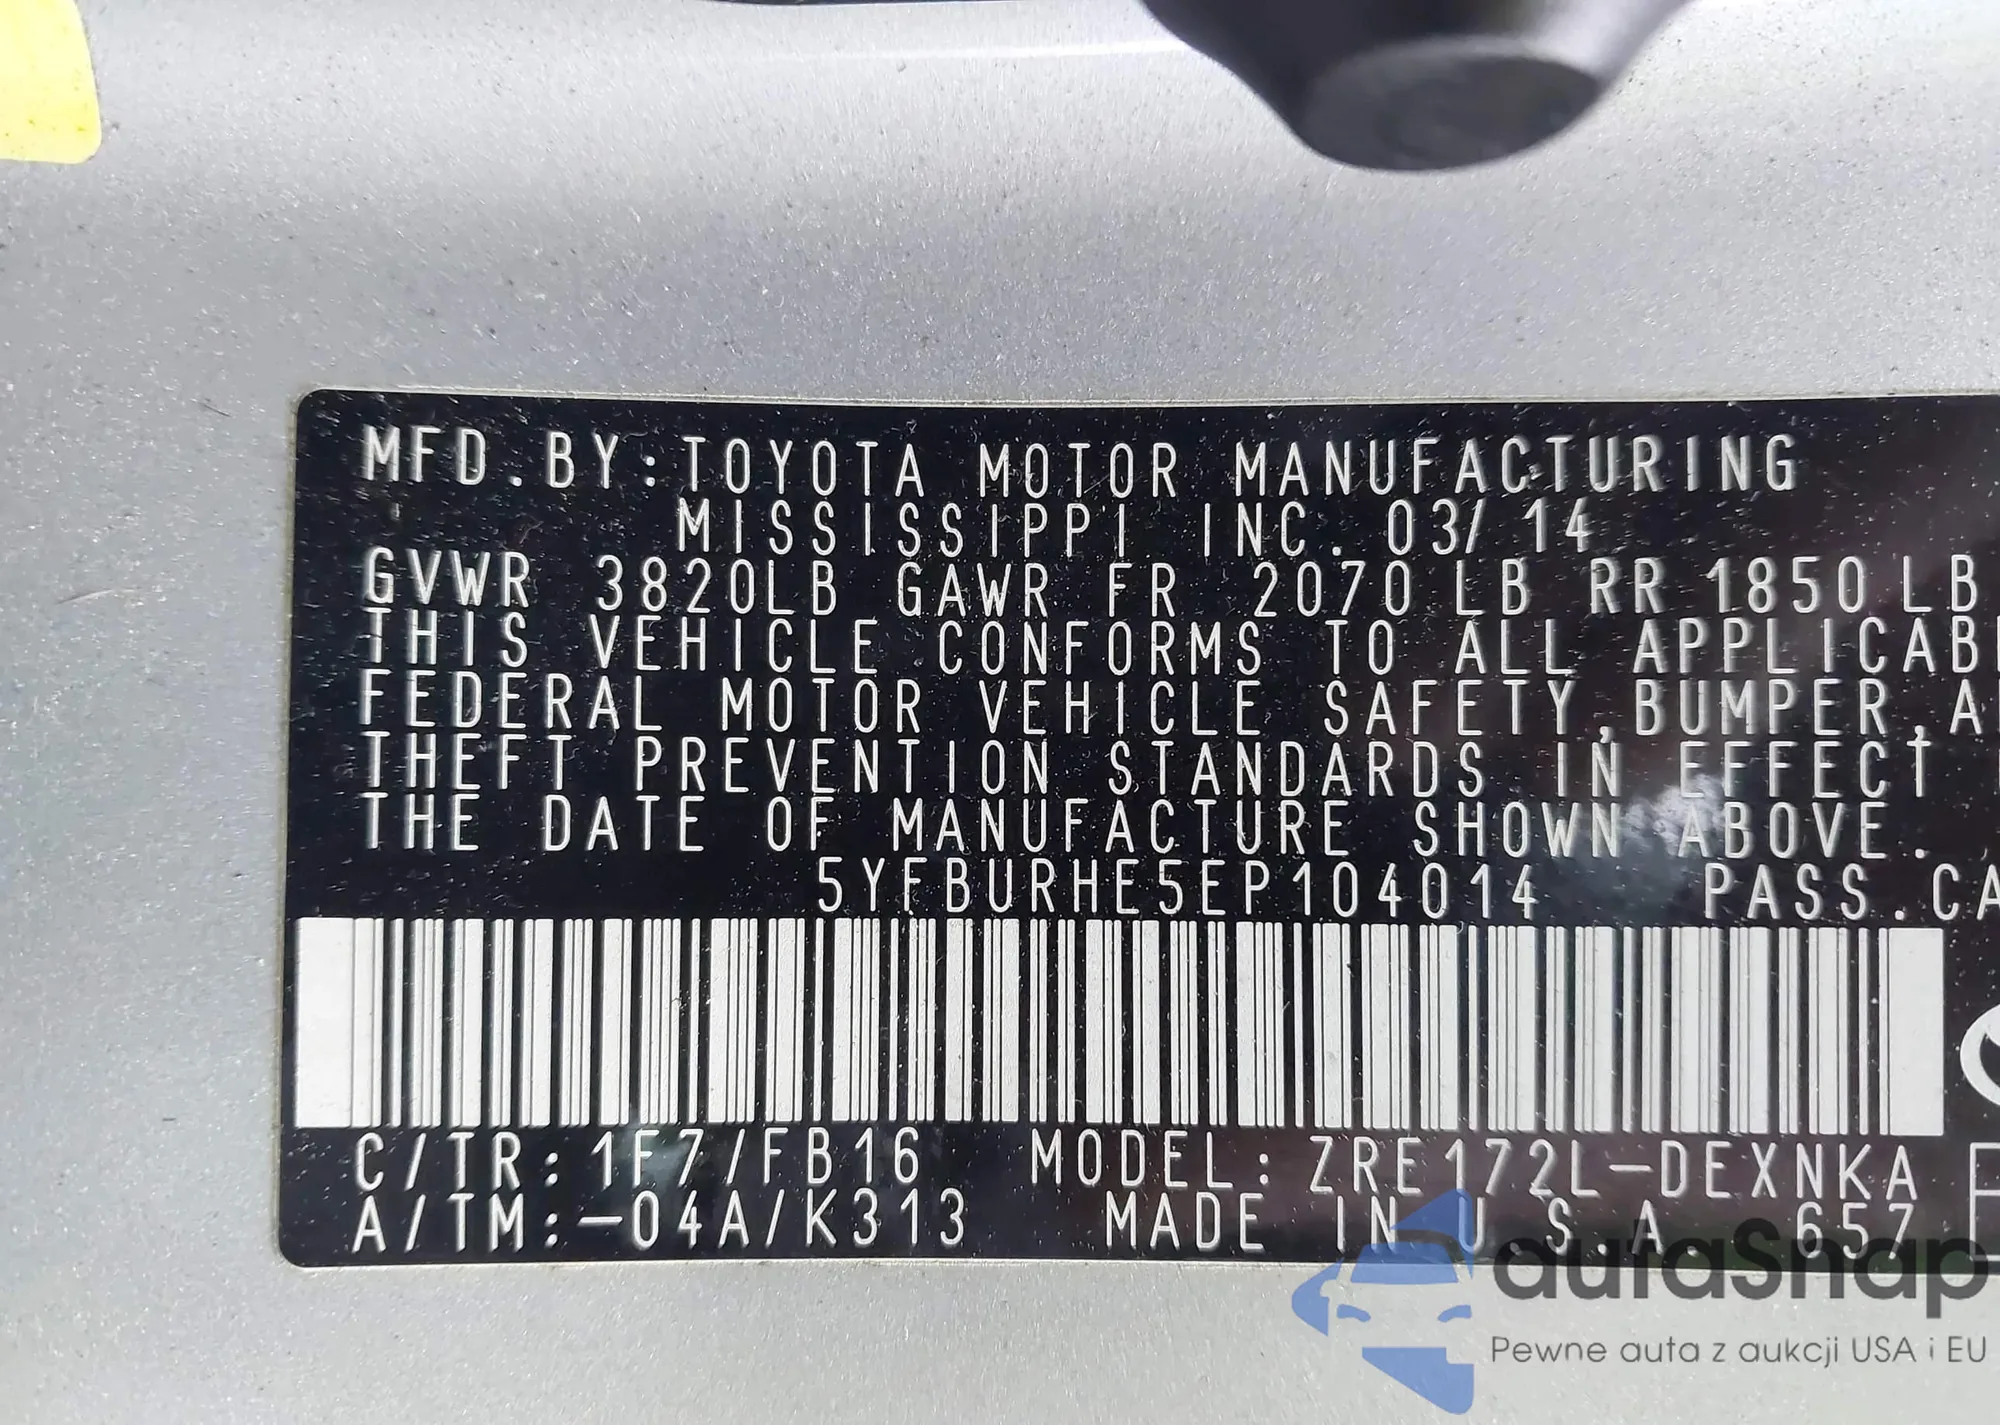 MFD.BY:TOYOTA MOTOR MANUFACTURING
MISSISSIPPI INC. 03/14
GVWR 3820LB GAWR FR 2070 LB RR 1850 LB
THIS VEHICLE CONFORMS TO ALL APPLICAB
FEDERAL MOTOR VEHICLE SAFETY,BUMPER,A
THEFT PREVENTION STANDARDS IN EFFECT
THE DATE OF MANUFACTURE SHOWN ABOVE.
5YFBURHE5EP104014 PASS.CA
C/TR:1F7/FB16 MODEL:ZRE172L-DEXNKA
A/TM:-04A/K313 MADE IN U.S.A. 657
auraSnap
Pewne auta z aukcji USA i EU